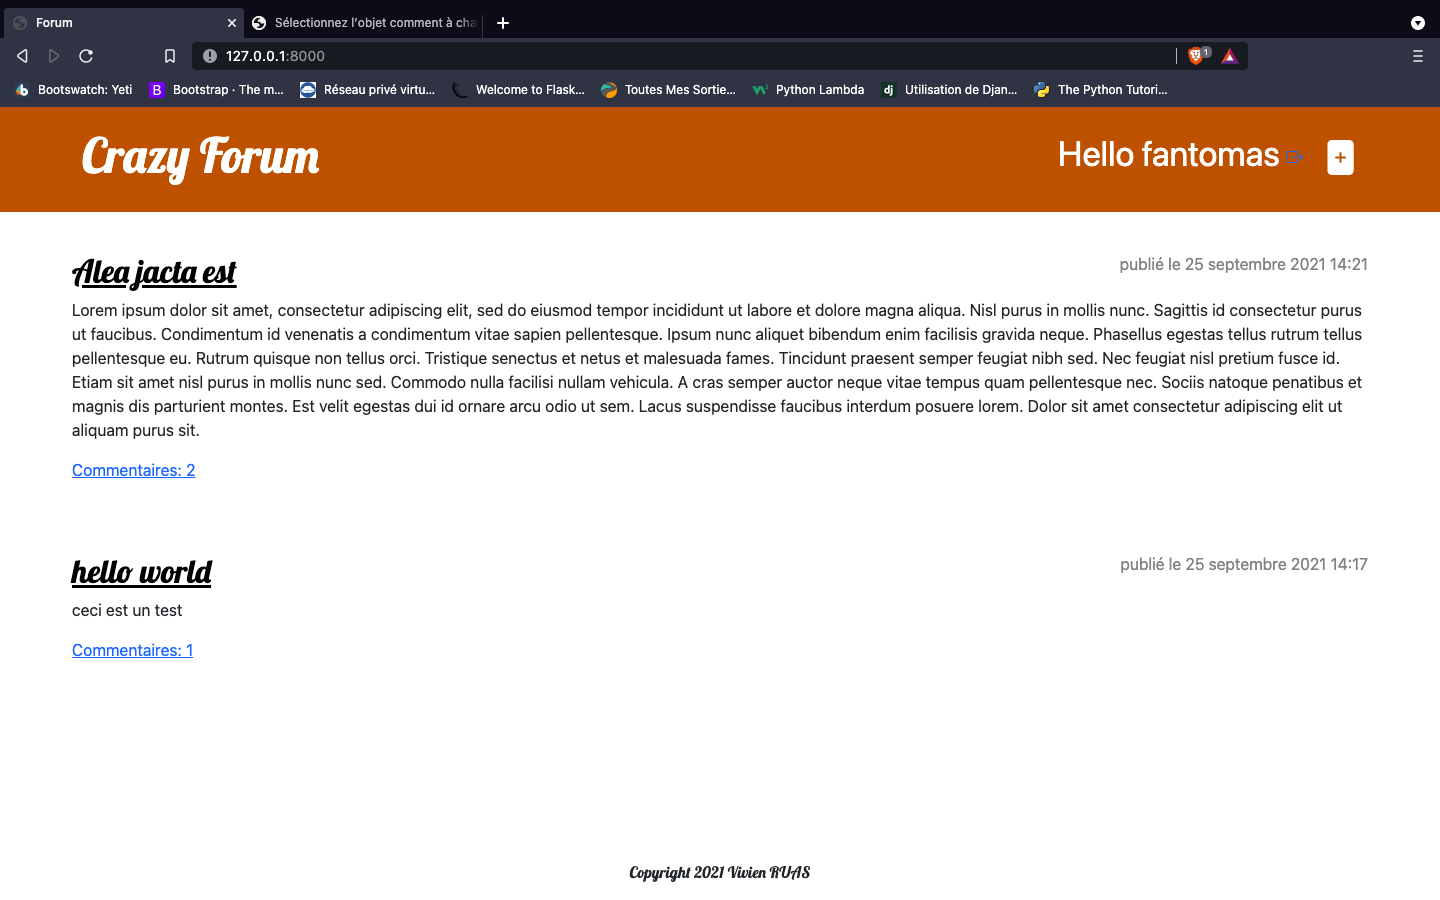 Forum
Sélectionnez l'objet comment à cha
127.0.0.1:8000
1
Bootswatch: Yeti
Bootstrap · The m...
Réseau privé virtu...
Welcome to Flask...
Toutes Mes Sortie...
Python Lambda
dj
Utilisation de Djan...
The Python Tutori...
Crazy Forum
Hello fantomas
+
Alea jacta est
publié le 25 septembre 2021 14:21
Lorem ipsum dolor sit amet, consectetur adipiscing elit, sed do eiusmod tempor incididunt ut labore et dolore magna aliqua. Nisl purus in mollis nunc. Sagittis id consectetur purus
ut faucibus. Condimentum id venenatis a condimentum vitae sapien pellentesque. Ipsum nunc aliquet bibendum enim facilisis gravida neque. Phasellus egestas tellus rutrum tellus
pellentesque eu. Rutrum quisque non tellus orci. Tristique senectus et netus et malesuada fames. Tincidunt praesent semper feugiat nibh sed. Nec feugiat nisl pretium fusce id.
Etiam sit amet nisl purus in mollis nunc sed. Commodo nulla facilisi nullam vehicula. A cras semper auctor neque vitae tempus quam pellentesque nec. Sociis natoque penatibus et
magnis dis parturient montes. Est velit egestas dui id ornare arcu odio ut sem. Lacus suspendisse faucibus interdum posuere lorem. Dolor sit amet consectetur adipiscing elit ut
aliquam purus sit.
Commentaires: 2
hello world
publié le 25 septembre 2021 14:17
ceci est un test
Commentaires: 1
Copyright 2021 Vivien RUAS